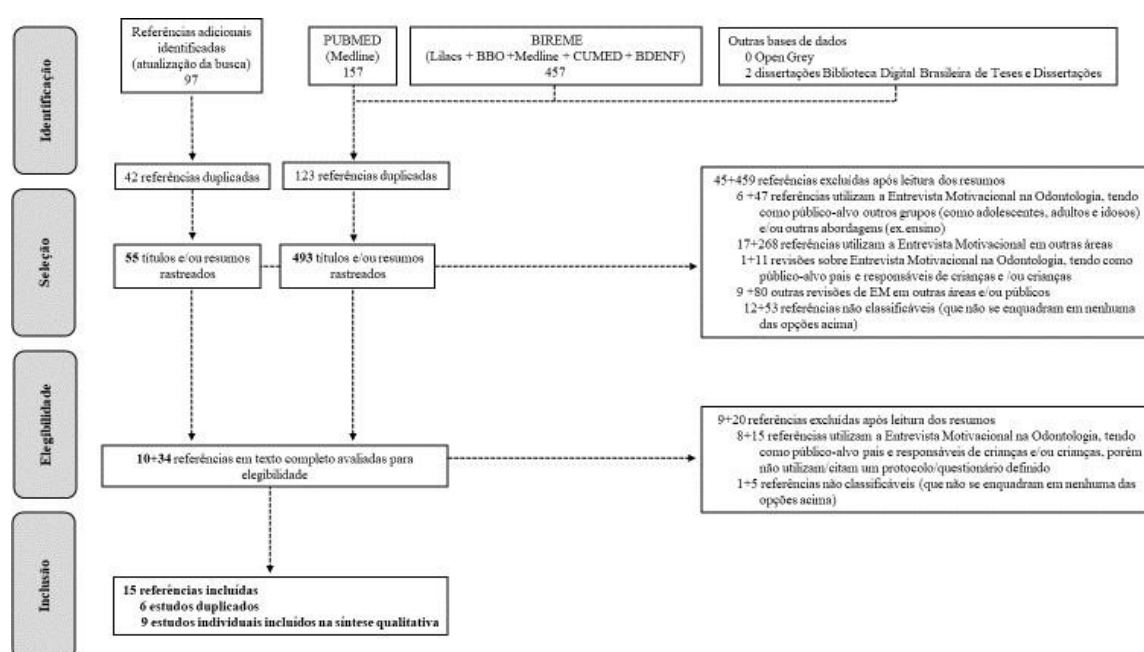 Identificação
Referências adicionais
identificadas
(atualização da busca)
97
PUBMED
(Medline)
157
BIREME
(Lilacs + BBO +Medline + CUMED + BDENF)
457
Outras bases de dados
0 Open Grey
2 dissertações Biblioteca Digital Brasileira de Teses e Dissertações
42 referências duplicadas
123 referências duplicadas
Seleção
55 títulos e/ou resumos
rastreados
493 títulos e/ou resumos
rastreados
45+459 referências excluídas após leitura dos resumos
6 +47 referências utilizam a Entrevista Motivacional na Odontologia, tendo
como público-alvo outros grupos (como adolescentes, adultos e idosos)
e/ou outras abordagens (ex.ensino)
17+268 referências utilizam a Entrevista Motivacional em outras áreas
1+11 revisões sobre Entrevista Motivacional na Odontologia, tendo como
público-alvo pais e responsáveis de crianças e /ou crianças
9 +80 outras revisões de EM em outras áreas e/ou públicos
12+53 referências não classificáveis (que não se enquadram em nenhuma
das opções acima)
Elegibilidade
10+34 referências em texto completo avaliadas para
elegibilidade
9+20 referências excluídas após leitura dos resumos
8+15 referências utilizam a Entrevista Motivacional na Odontologia, tendo
como público-alvo pais e responsáveis de crianças e/ou crianças, porém
não utilizam/citam um protocolo/questionário definido
1+5 referências não classificáveis (que não se enquadram em nenhuma das
opções acima)
Inclusão
15 referências incluídas
6 estudos duplicados
9 estudos individuais incluídos na síntese qualitativa